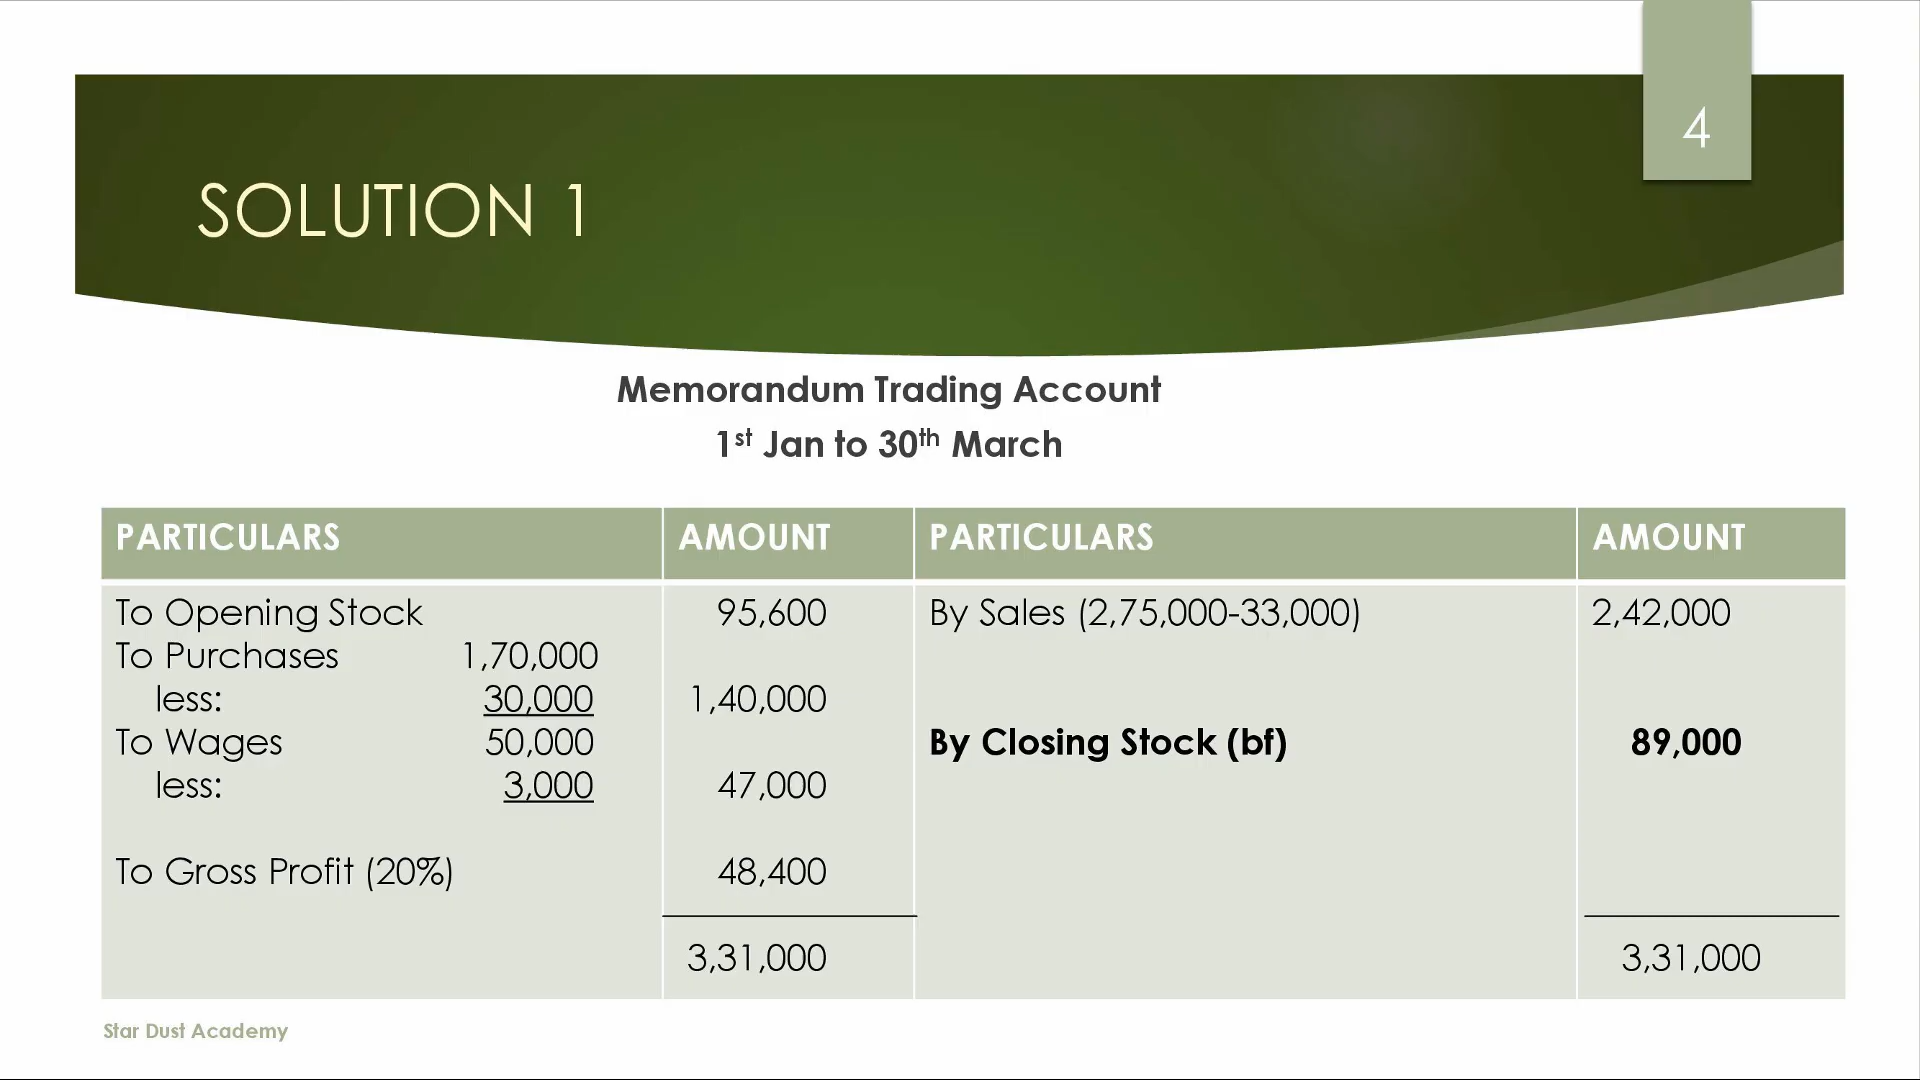 4
SOLUTION 1
Memorandum Trading Account
1st Jan to 30th March
PARTICULARS AMOUNT PARTICULARS AMOUNT
To Opening Stock 95,600 By Sales (2,75,000-33,000) 2,42,000
To Purchases 1,70,000
less: 30,000 1,40,000
To Wages 50,000 By Closing Stock (bf) 89,000
less: 3,000 47,000
To Gross Profit (20%) 48,400
3,31,000 3,31,000
Star Dust Academy